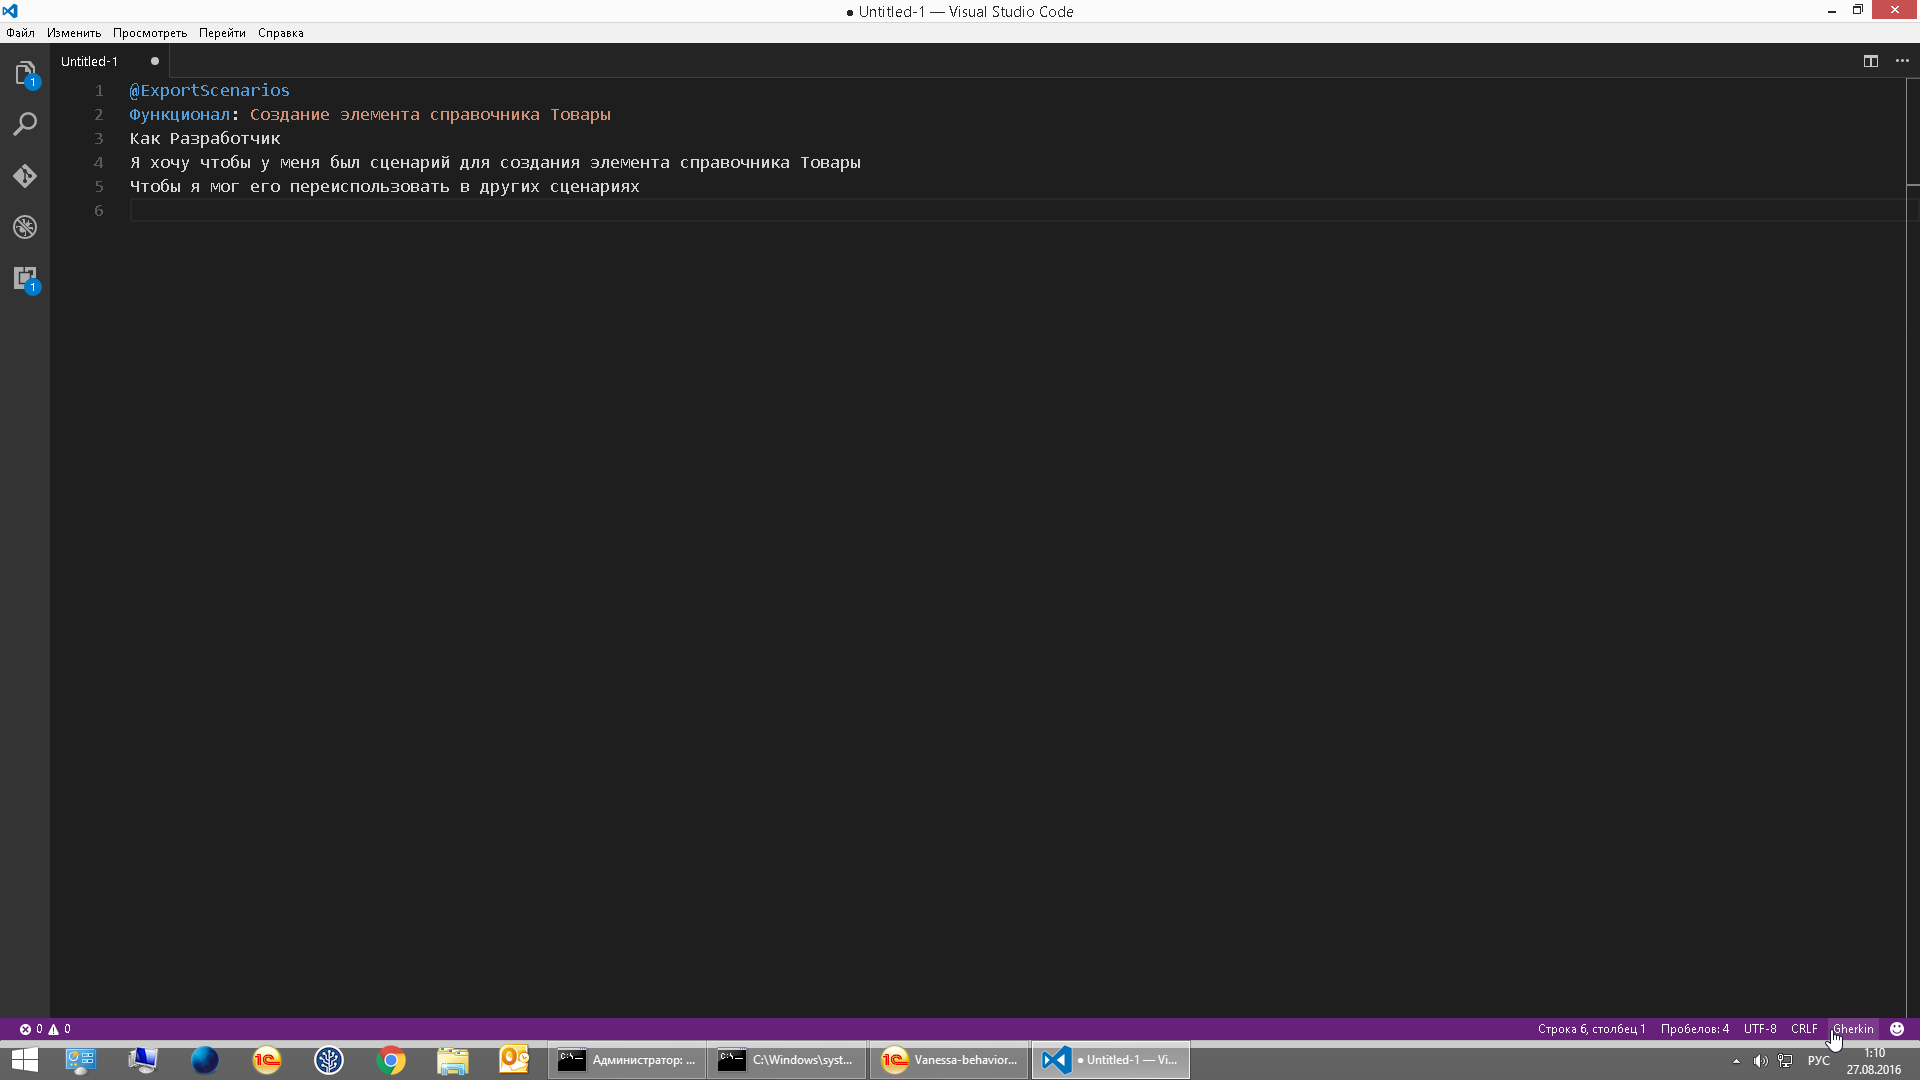 ● Untitled-1 — Visual Studio Code
Файл Изменить Просмотреть Перейти Справка
Untitled-1
1 @ExportScenarios
2 Функционал: Создание элемента справочника Товары
3 Как Разработчик
4 Я хочу чтобы у меня был сценарий для создания элемента справочника Товары
5 Чтобы я мог его переиспользовать в других сценариях
6
1
1
0 0 Строка 6, столбец 1 Пробелов: 4 UTF-8 CRLF Gherkin
Администратор: ... C:\Windows\syst... Vanessa-behavior... ● Untitled-1 — Vi... РУС 1:10
27.08.2016